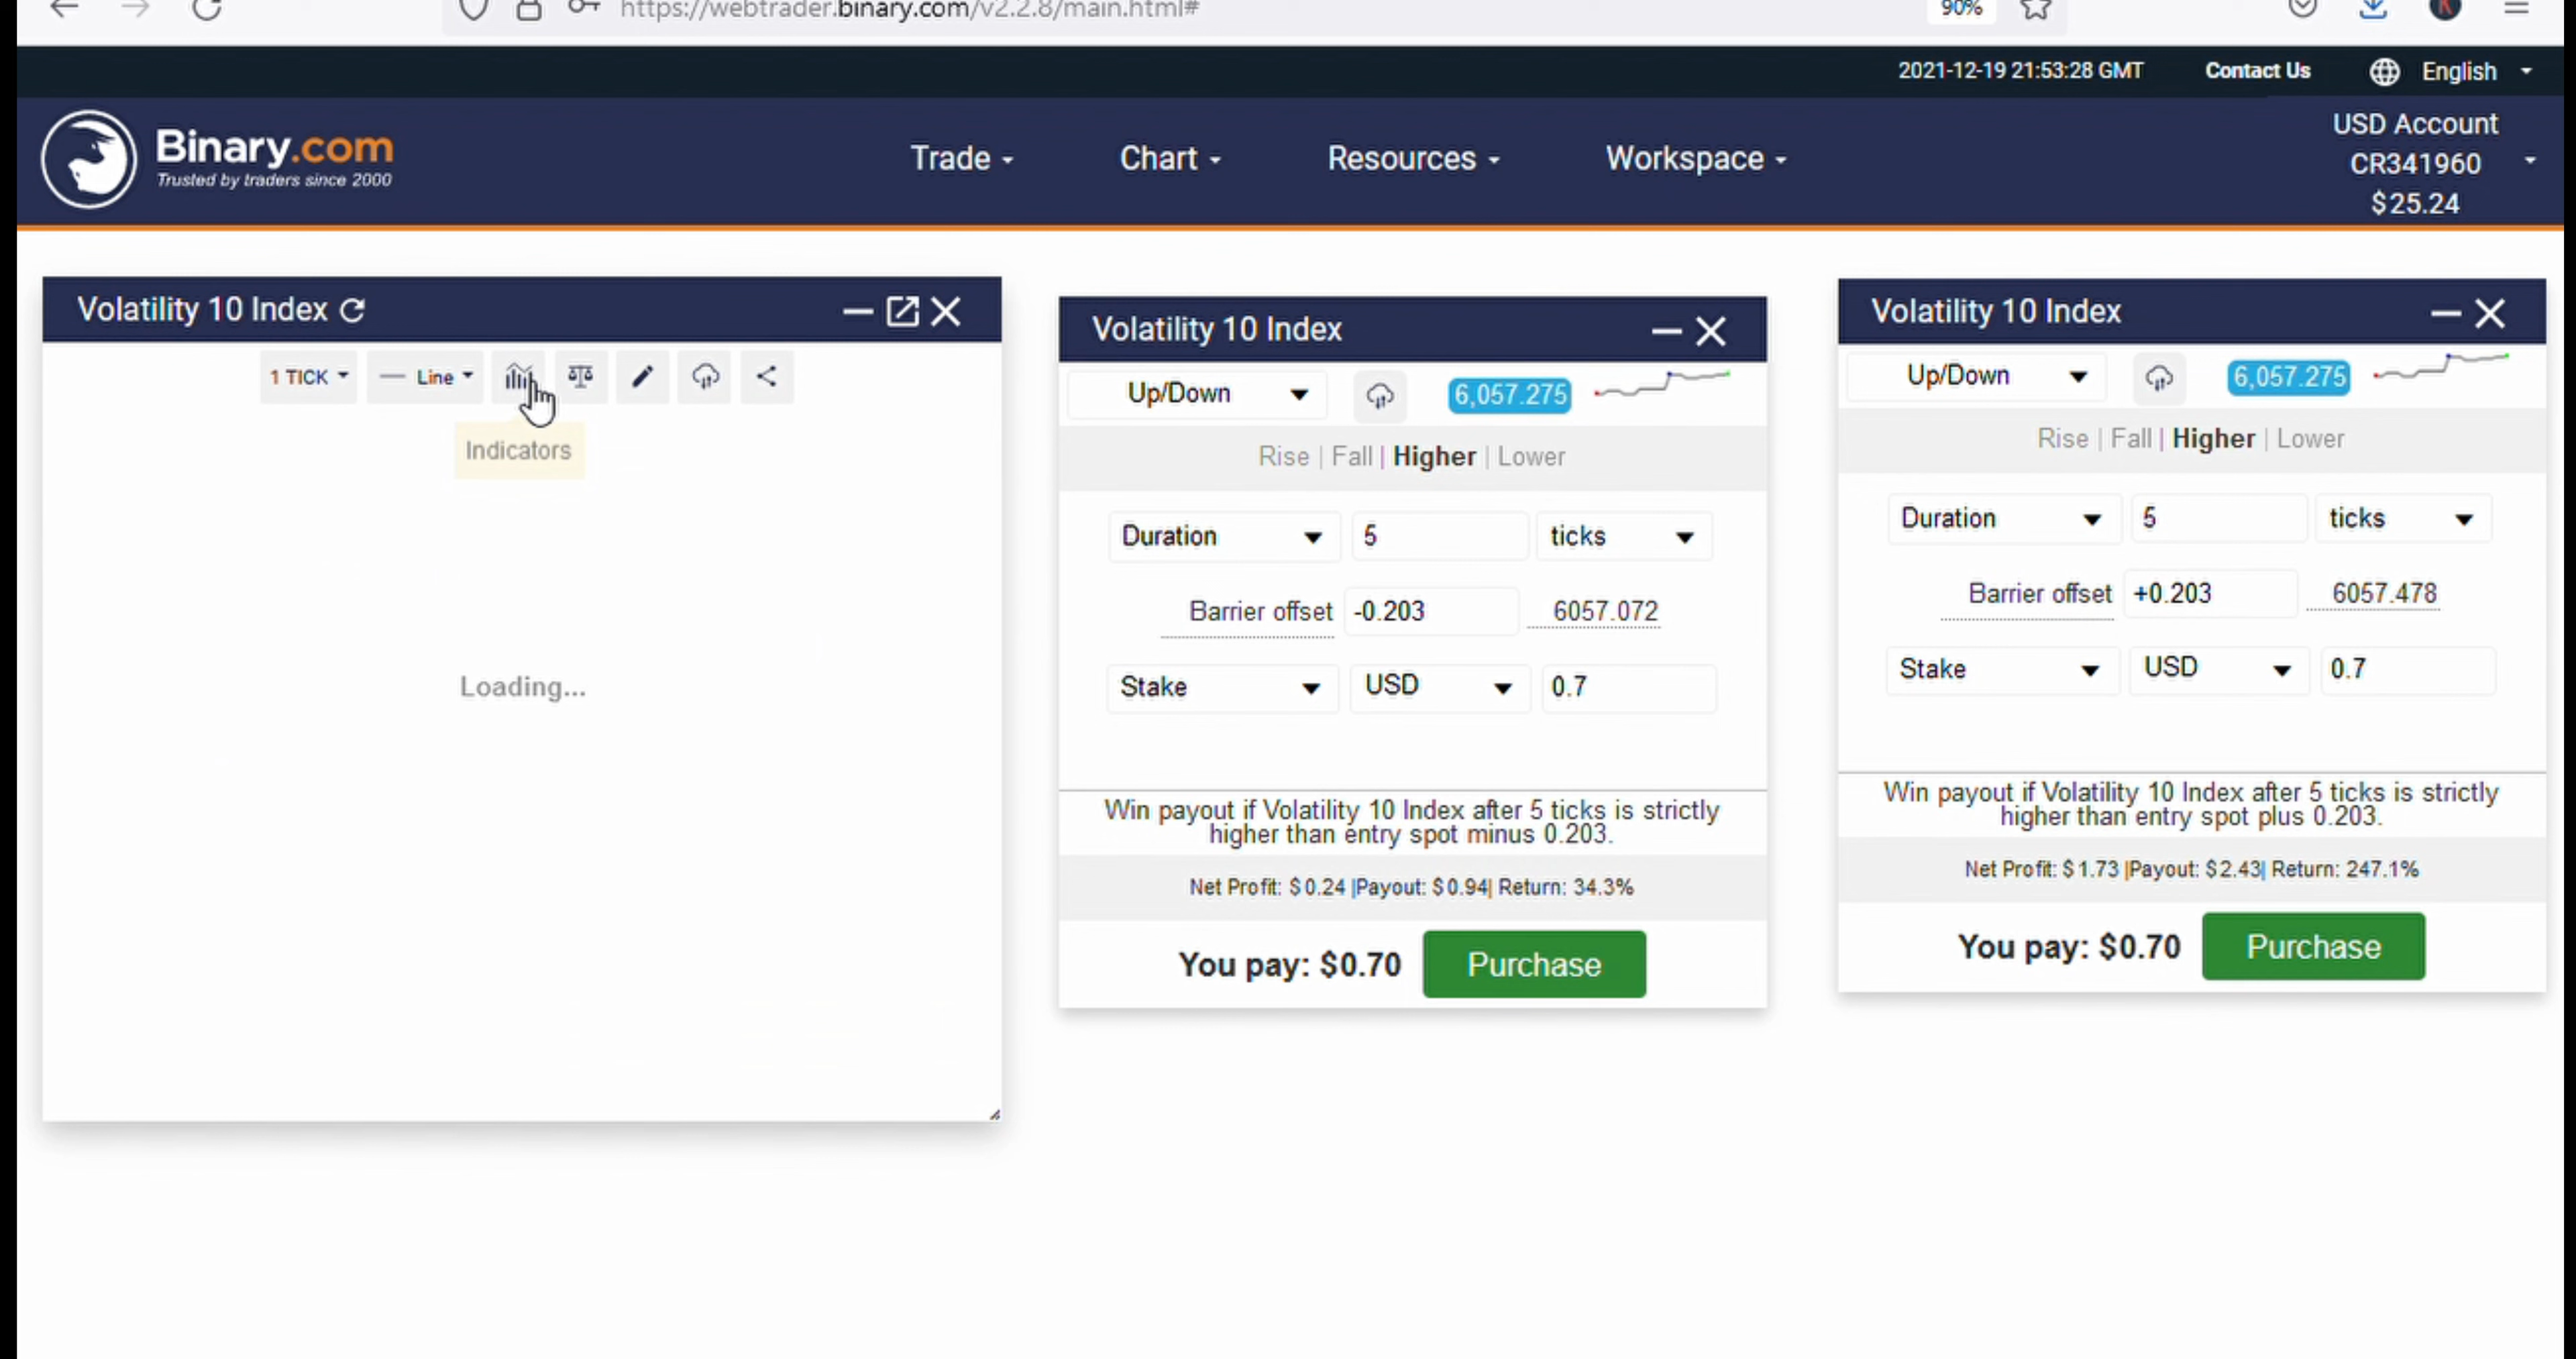 https://webtrader.binary.com/v2.2.8/main.html#
90%
2021-12-19 21:53:28 GMT
Contact Us
English
Binary.com
Trusted by traders since 2000
Trade
Chart
Resources
Workspace
USD Account
CR341960
$25.24
Volatility 10 Index
1 TICK
Line
Indicators
Loading...
Volatility 10 Index
Up/Down
6,057.275
Rise | Fall | Higher | Lower
Duration 5 ticks
Barrier offset -0.203 6057.072
Stake USD 0.7
Win payout if Volatility 10 Index after 5 ticks is strictly
higher than entry spot minus 0.203.
Net Profit: $0.24 |Payout: $0.94| Return: 34.3%
You pay: $0.70 Purchase
Volatility 10 Index
Up/Down
6,057.275
Rise | Fall | Higher | Lower
Duration 5 ticks
Barrier offset +0.203 6057.478
Stake USD 0.7
Win payout if Volatility 10 Index after 5 ticks is strictly
higher than entry spot plus 0.203.
Net Profit: $1.73 |Payout: $2.43| Return: 247.1%
You pay: $0.70 Purchase